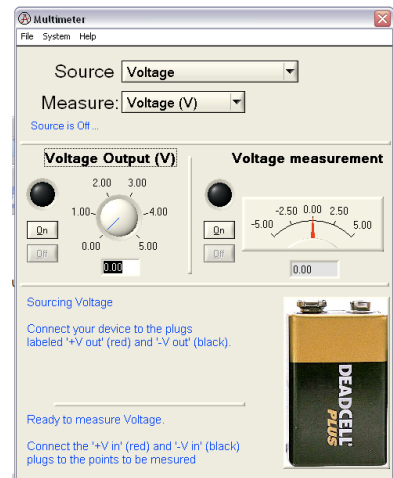 Multimeter
File System Help
Source Voltage
Measure: Voltage (V)
Source is Off ...
Voltage Output (V)
2.00 3.00
1.00 4.00
0.00 5.00
On
Off
0.00
Voltage measurement
-2.50 0.00 2.50
-5.00 5.00
On
Off
0.00
Sourcing Voltage
Connect your device to the plugs
labeled '+V out' (red) and '-V out' (black).
Ready to measure Voltage.
Connect the '+V in' (red) and '-V in' (black)
plugs to the points to be mesured
DEADCELL
PLUS